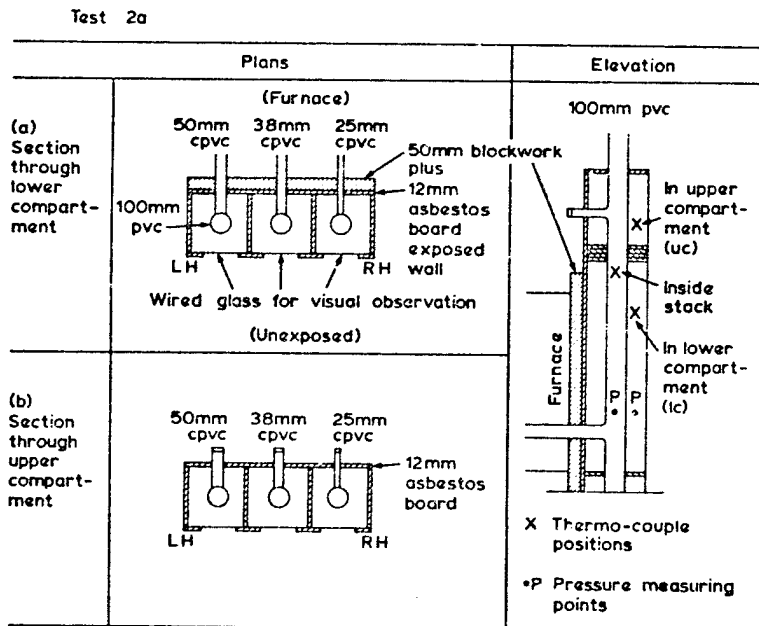 Test 2a
Plans
Elevation
(a)
Section
through
lower
compart-
ment
(Furnace)
50mm
cpvc
38mm
cpvc
25mm
cpvc
100mm
pvc
50mm blockwork
plus
12mm
asbestos
board
exposed
wall
LH
RH
Wired glass for visual observation
(Unexposed)
(b)
Section
through
upper
compart-
ment
50mm
cpvc
38mm
cpvc
25mm
cpvc
12mm
asbestos
board
LH
RH
100mm pvc
In upper
compart-
ment
(uc)
Inside
stack
In lower
compart-
ment
(lc)
Furnace
X
X
X
P
P
X Thermo-couple
positions
•P Pressure measuring
points